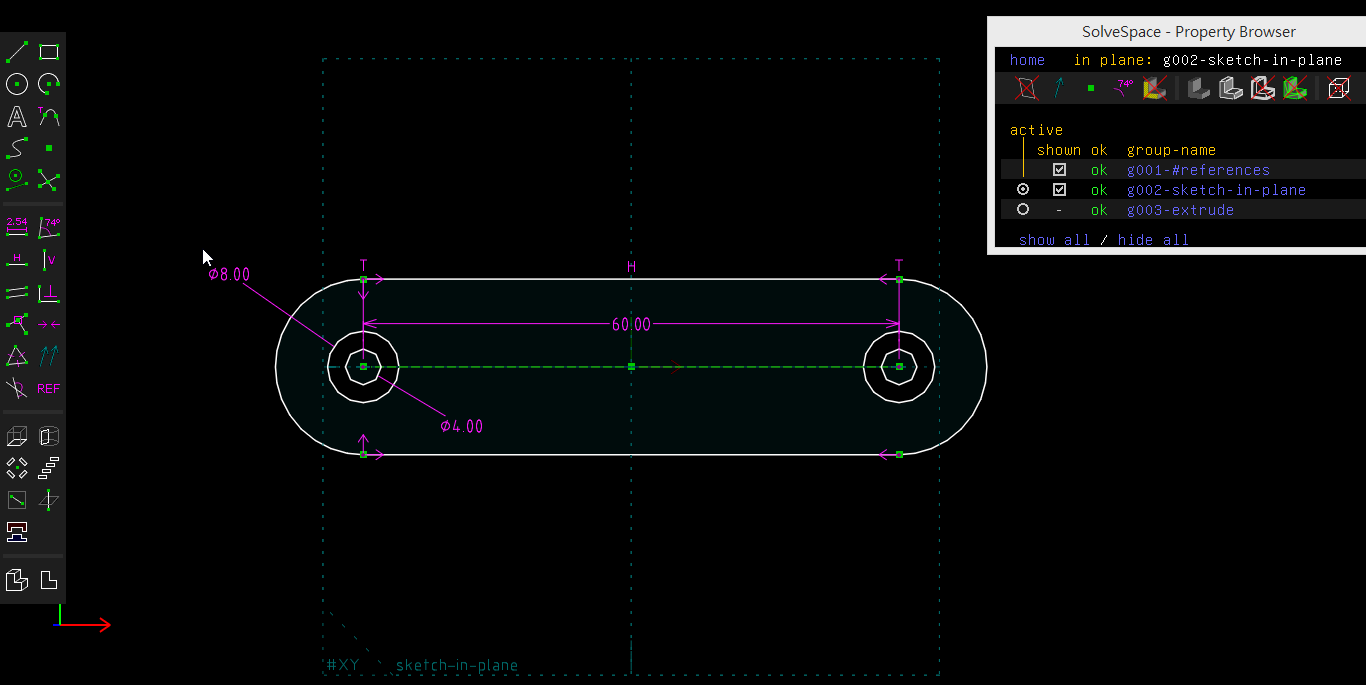 SolveSpace - Property Browser
home in plane: g002-sketch-in-plane
74°
active
shown ok group-name
ok g001-#references
ok g002-sketch-in-plane
- ok g003-extrude
show all / hide all
A T
2.54 74°
H V
REF
T H T
⌀8.00
60.00
⌀4.00
#XY sketch-in-plane